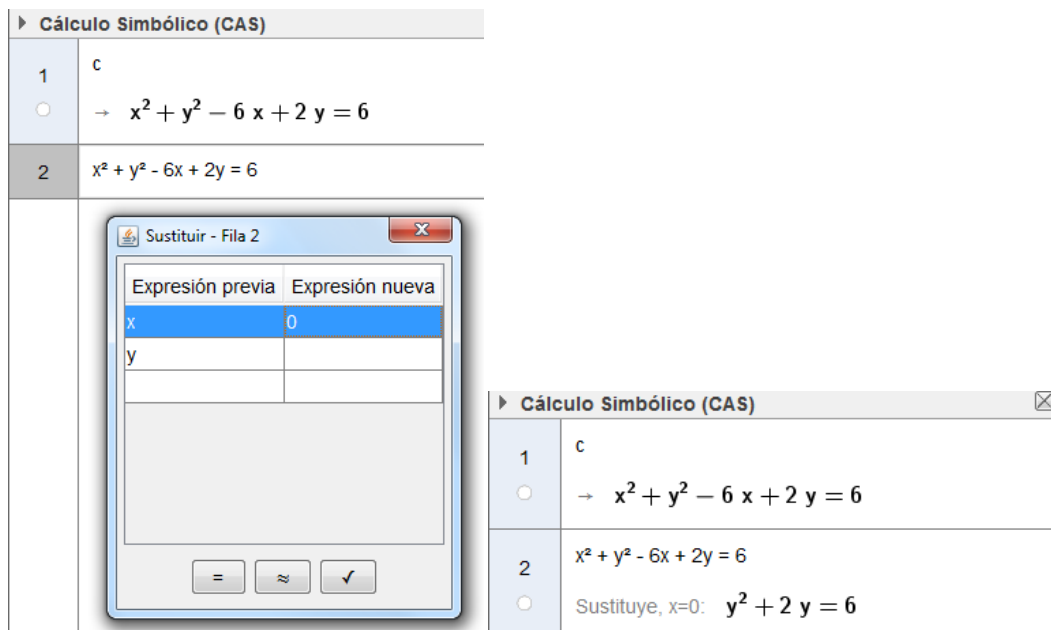 Cálculo Simbólico (CAS)
1
c
→ x² + y² − 6 x + 2 y = 6
2
x² + y² - 6x + 2y = 6
Sustituir - Fila 2
Expresión previa Expresión nueva
x 0
y
= ≈ ✓
Cálculo Simbólico (CAS)
1
c
→ x² + y² − 6 x + 2 y = 6
2
x² + y² - 6x + 2y = 6
Sustituye, x=0: y² + 2 y = 6